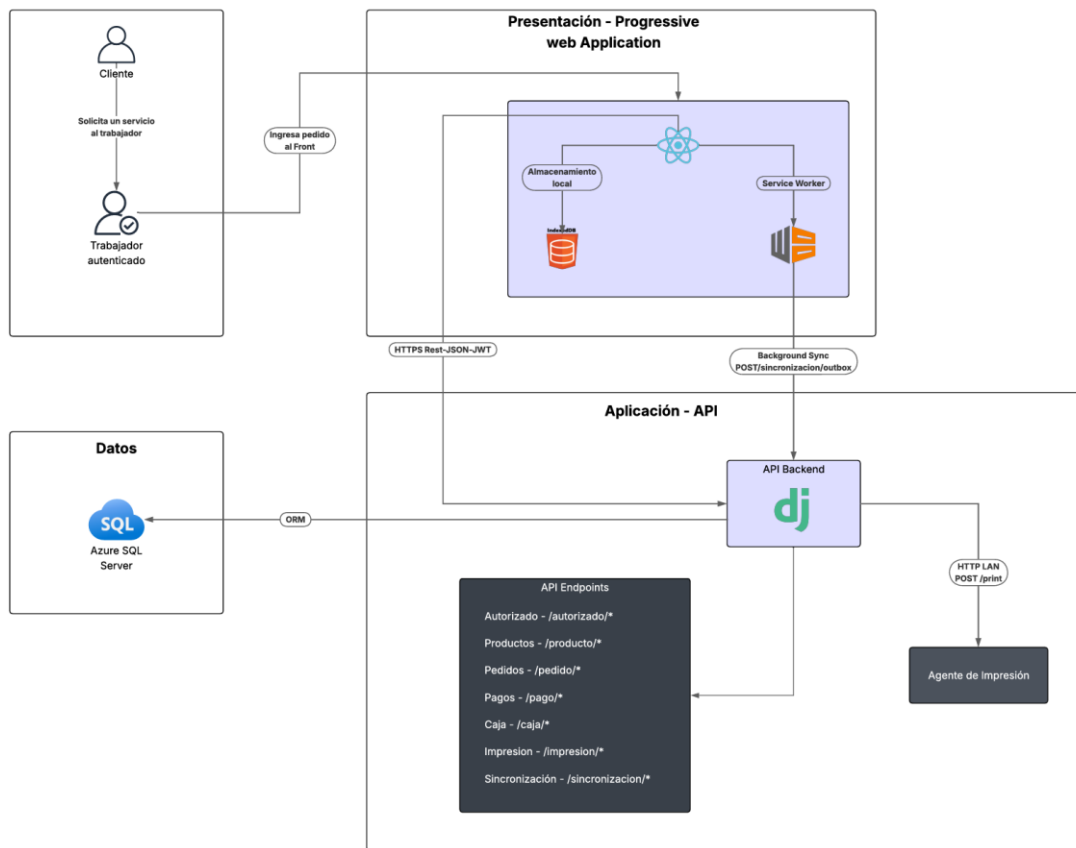 Cliente
Solicita un servicio
al trabajador
Trabajador
autenticado
Ingresa pedido
al Front
Presentación - Progressive
web Application
Almacenamiento
local
Service Worker
IndexedDB
HTTPS Rest-JSON-JWT
Background Sync
POST/sincronizacion/outbox
Datos
SQL
Azure SQL
Server
ORM
Aplicación - API
API Backend
dj
HTTP LAN
POST /print
Agente de Impresión
API Endpoints
Autorizado - /autorizado/*
Productos - /producto/*
Pedidos - /pedido/*
Pagos - /pago/*
Caja - /caja/*
Impresion - /impresion/*
Sincronización - /sincronizacion/*